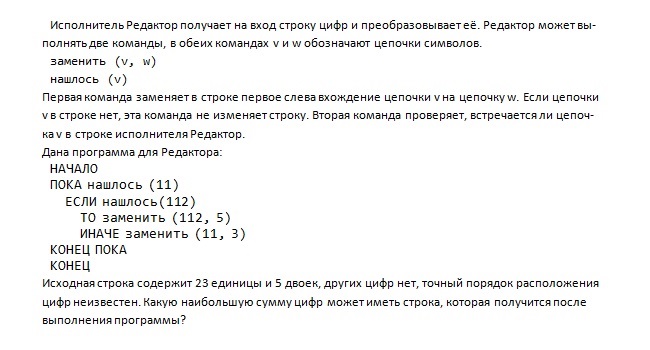 Исполнитель Редактор получает на вход строку цифр и преобразовывает её. Редактор может вы-
полнять две команды, в обеих командах v и w обозначают цепочки символов.
заменить (v, w)
нашлось (v)
Первая команда заменяет в строке первое слева вхождение цепочки v на цепочку w. Если цепочки
v в строке нет, эта команда не изменяет строку. Вторая команда проверяет, встречается ли цепоч-
ка v в строке исполнителя Редактор.
Дана программа для Редактора:
НАЧАЛО
ПОКА нашлось (11)
ЕСЛИ нашлось(112)
ТО заменить (112, 5)
ИНАЧЕ заменить (11, 3)
КОНЕЦ ПОКА
КОНЕЦ
Исходная строка содержит 23 единицы и 5 двоек, других цифр нет, точный порядок расположения
цифр неизвестен. Какую наибольшую сумму цифр может иметь строка, которая получится после
выполнения программы?